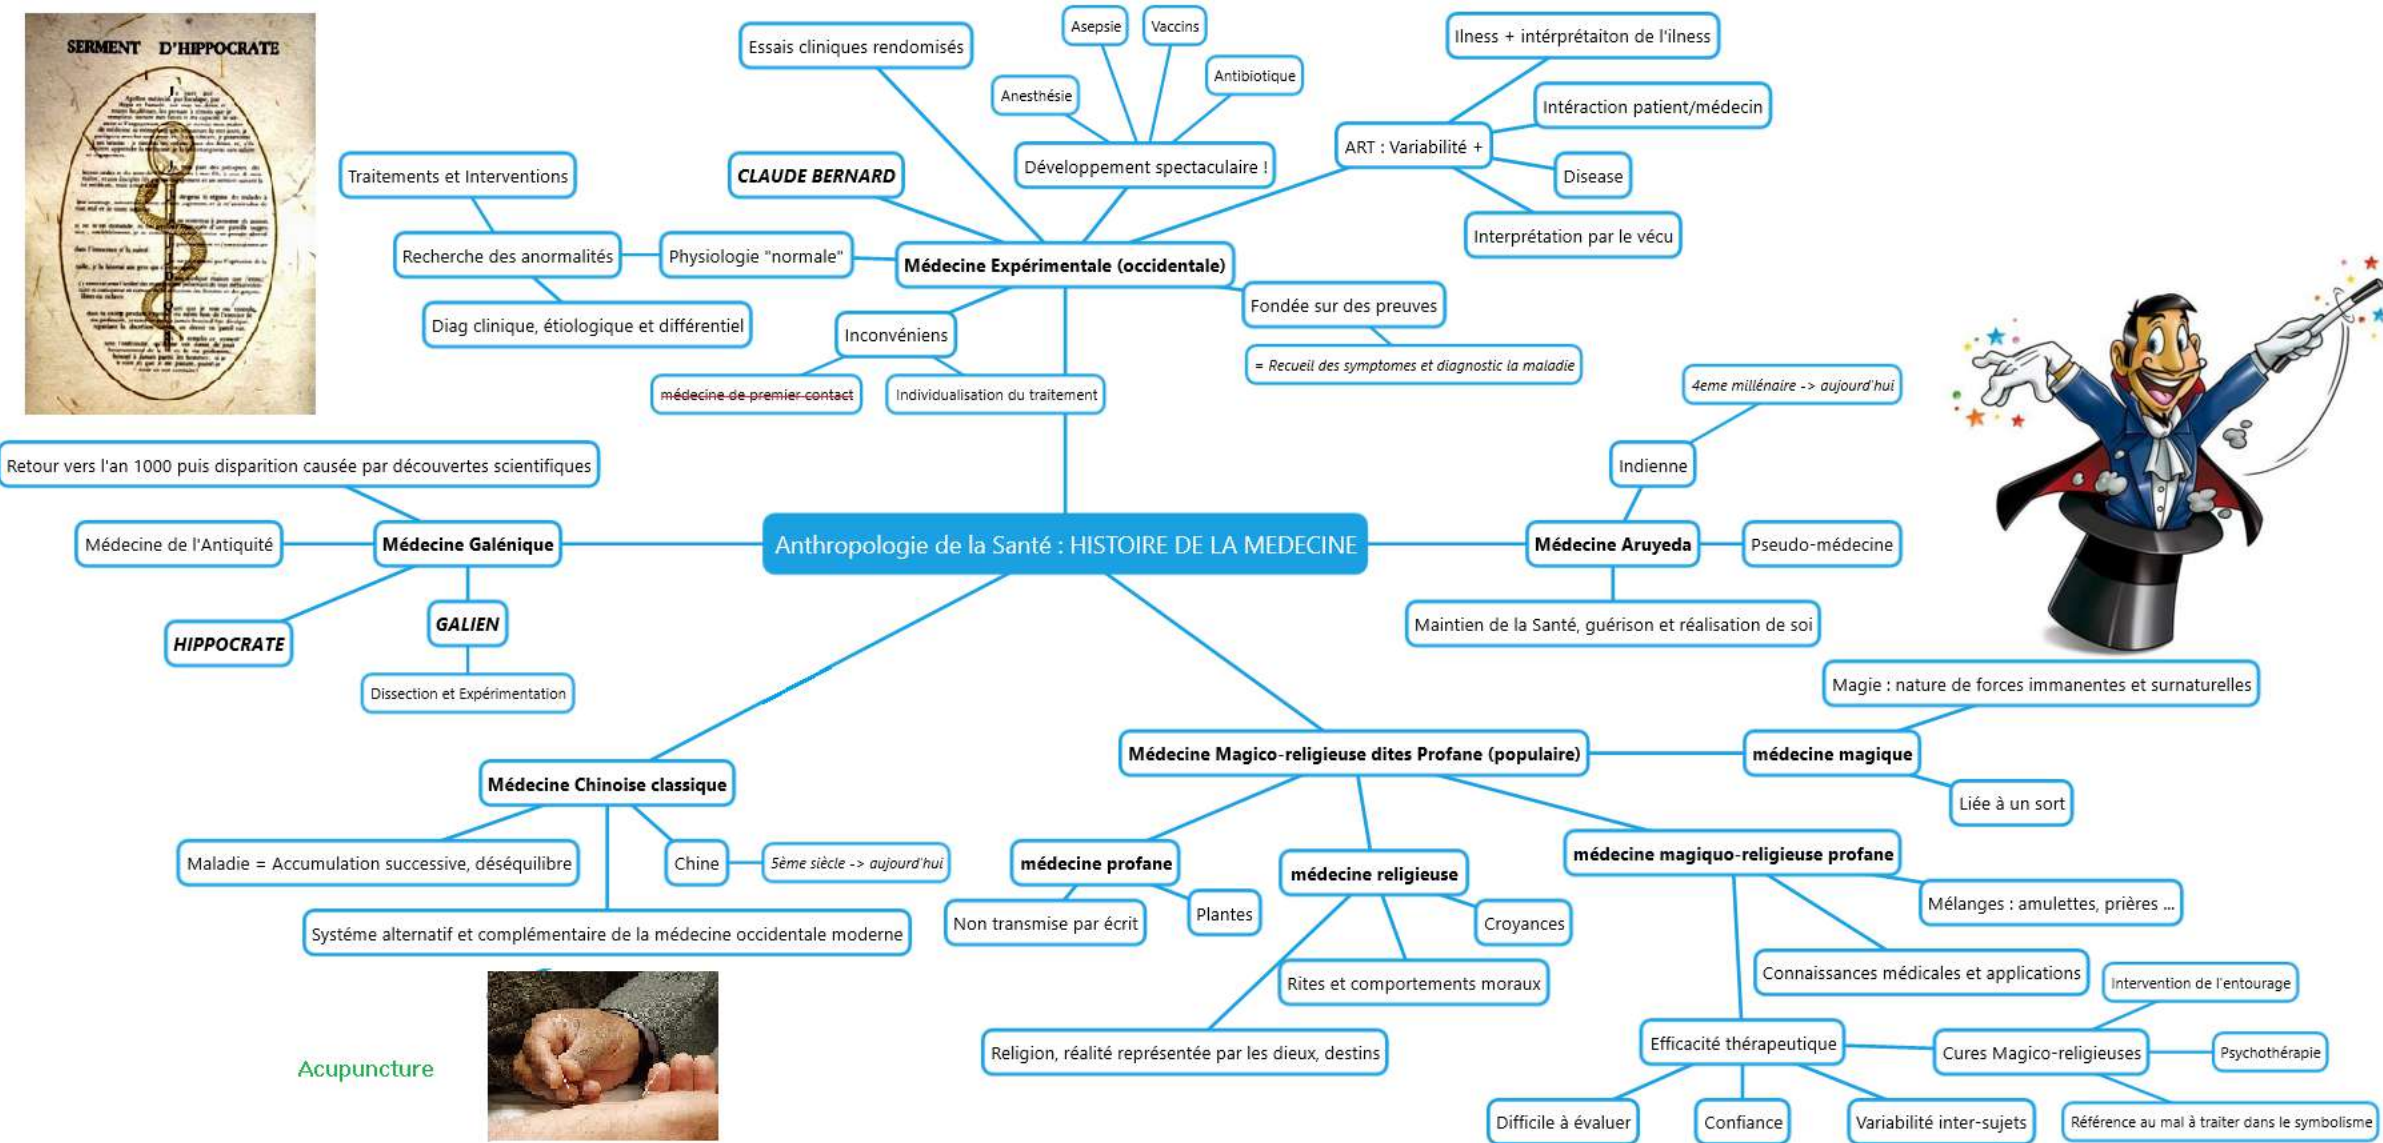 SERMENT D'HIPPOCRATE
Essais cliniques rendomisés
Asepsie
Vaccins
Antibiotique
Anesthésie
Développement spectaculaire !
CLAUDE BERNARD
Ilness + intérprétaiton de l'ilness
Intéraction patient/médecin
ART : Variabilité +
Disease
Interprétation par le vécu
Traitements et Interventions
Recherche des anormalités
Physiologie "normale"
Médecine Expérimentale (occidentale)
Diag clinique, étiologique et différentiel
Inconvéniens
médecine de premier contact
Individualisation du traitement
Fondée sur des preuves
= Recueil des symptomes et diagnostic la maladie
4eme millénaire -> aujourd'hui
Indienne
Retour vers l'an 1000 puis disparition causée par découvertes scientifiques
Médecine de l'Antiquité
Médecine Galénique
Anthropologie de la Santé : HISTOIRE DE LA MEDECINE
Médecine Aruyeda
Pseudo-médecine
HIPPOCRATE
GALIEN
Dissection et Expérimentation
Maintien de la Santé, guérison et réalisation de soi
Magie : nature de forces immanentes et surnaturelles
Médecine Magico-religieuse dites Profane (populaire)
médecine magique
Liée à un sort
Médecine Chinoise classique
Maladie = Accumulation successive, déséquilibre
Chine
5ème siècle -> aujourd'hui
Systéme alternatif et complémentaire de la médecine occidentale moderne
Acupuncture
médecine profane
Non transmise par écrit
Plantes
médecine religieuse
Croyances
Rites et comportements moraux
Religion, réalité représentée par les dieux, destins
médecine magiquo-religieuse profane
Mélanges : amulettes, prières ...
Connaissances médicales et applications
Efficacité thérapeutique
Cures Magico-religieuses
Intervention de l'entourage
Psychothérapie
Référence au mal à traiter dans le symbolisme
Difficile à évaluer
Confiance
Variabilité inter-sujets